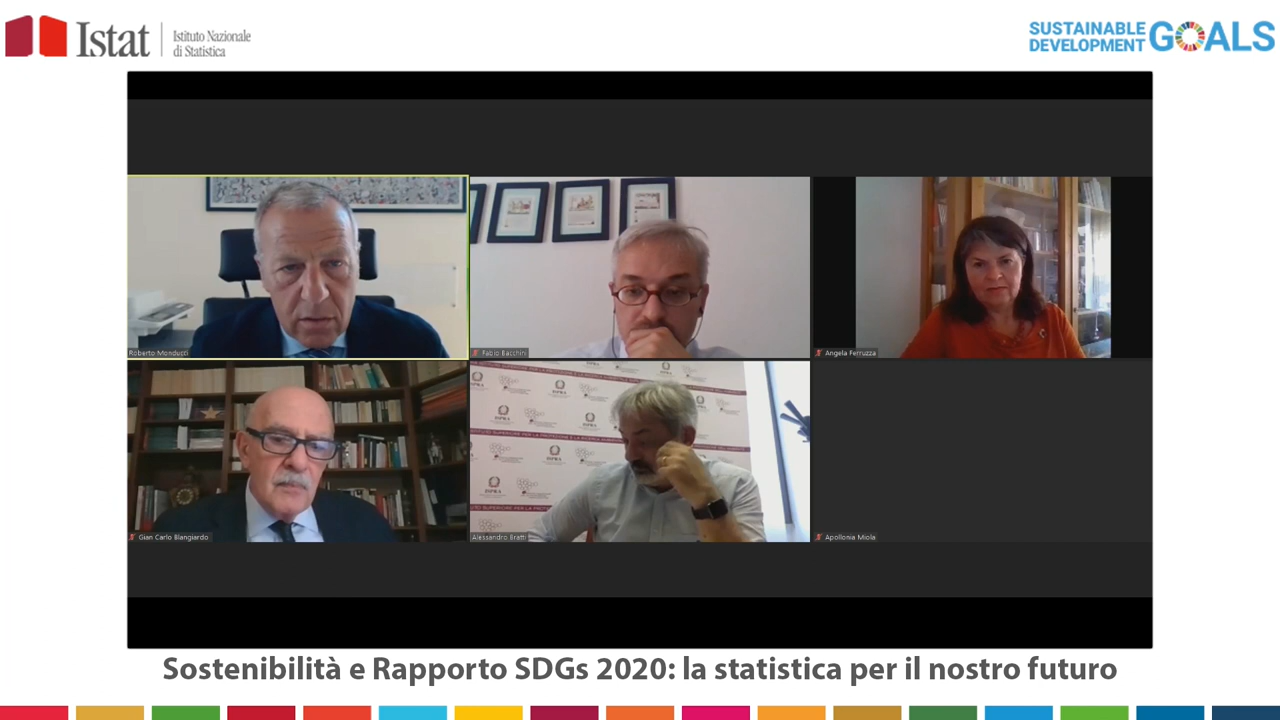 Istat
Istituto Nazionale
di Statistica
SUSTAINABLE
DEVELOPMENT
GOALS
Roberto Monducci
Fabio Bacchini
Angela Ferruzza
ISPRA
Gian Carlo Blangiardo
Alessandro Bratti
Apollonia Miola
Sostenibilità e Rapporto SDGs 2020: la statistica per il nostro futuro